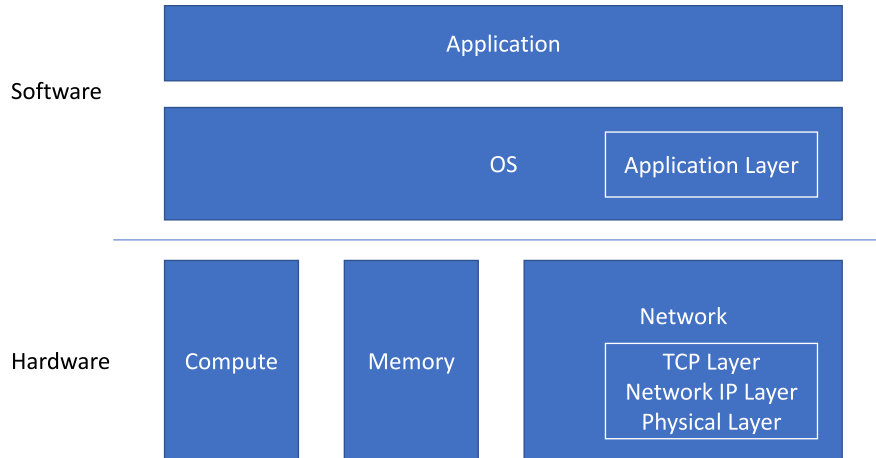 Application
Software
OS
Application Layer
Network
Hardware
Compute
Memory
TCP Layer
Network IP Layer
Physical Layer